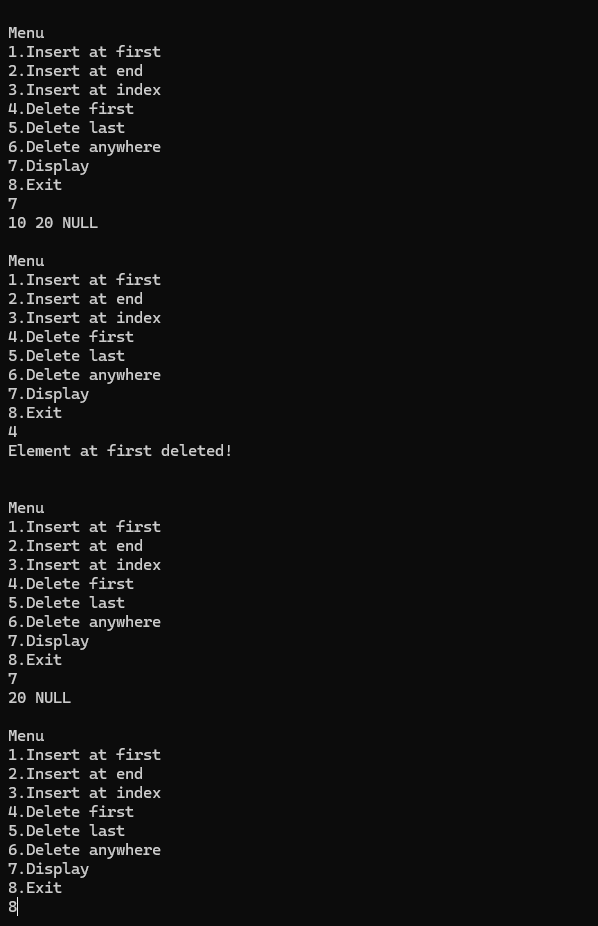 Menu
1.Insert at first
2.Insert at end
3.Insert at index
4.Delete first
5.Delete last
6.Delete anywhere
7.Display
8.Exit
7
10 20 NULL
Menu
1.Insert at first
2.Insert at end
3.Insert at index
4.Delete first
5.Delete last
6.Delete anywhere
7.Display
8.Exit
4
Element at first deleted!
Menu
1.Insert at first
2.Insert at end
3.Insert at index
4.Delete first
5.Delete last
6.Delete anywhere
7.Display
8.Exit
7
20 NULL
Menu
1.Insert at first
2.Insert at end
3.Insert at index
4.Delete first
5.Delete last
6.Delete anywhere
7.Display
8.Exit
8